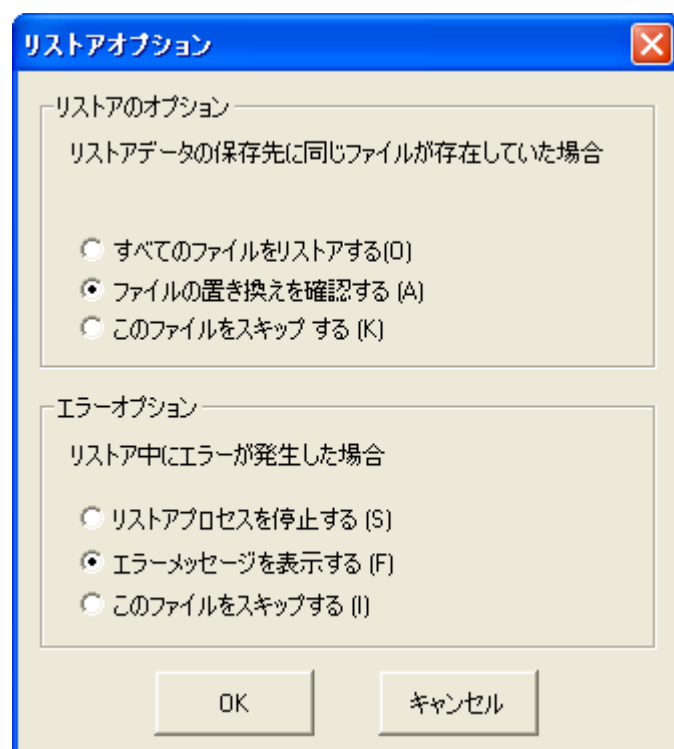 リストアオプション
リストアのオプション
リストアデータの保存先に同じファイルが存在していた場合
すべてのファイルをリストアする(O)
ファイルの置き換えを確認する (A)
このファイルをスキップ する (K)
エラーオプション
リストア中にエラーが発生した場合
リストアプロセスを停止する (S)
エラーメッセージを表示する (F)
このファイルをスキップする (I)
OK
キャンセル